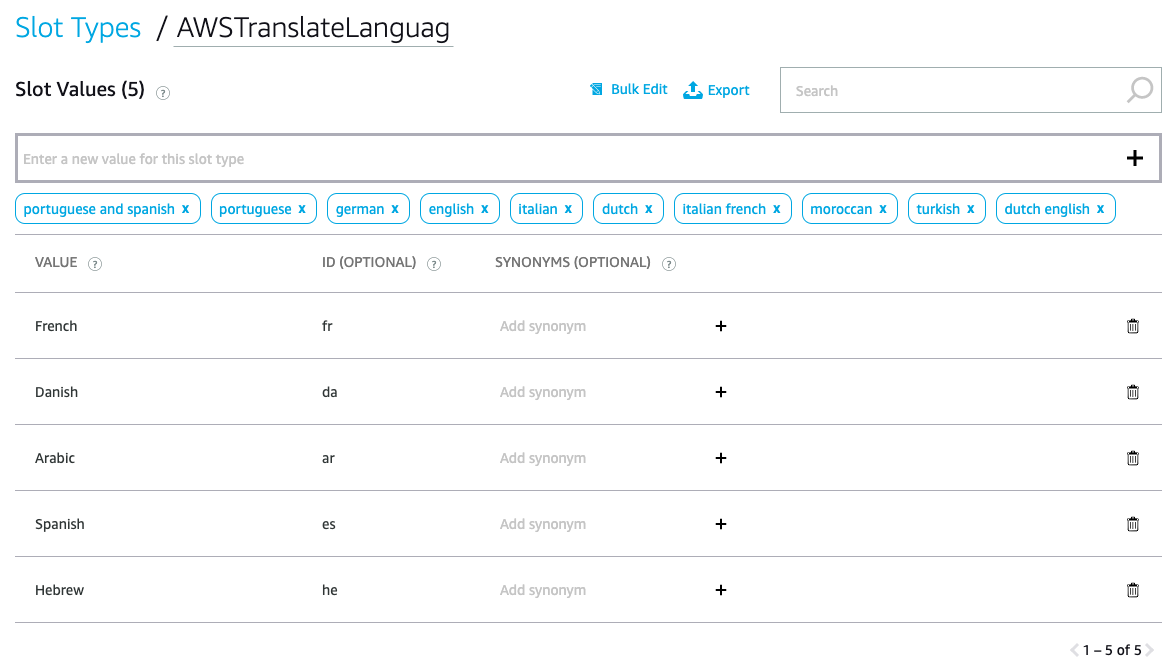 Slot Types / AWSTranslateLanguag
Slot Values (5) ?
Bulk Edit Export Search
Enter a new value for this slot type +
portuguese and spanish x portuguese x german x english x italian x dutch x italian french x moroccan x turkish x dutch english x
VALUE ? ID (OPTIONAL) ? SYNONYMS (OPTIONAL) ?
French fr Add synonym +
Danish da Add synonym +
Arabic ar Add synonym +
Spanish es Add synonym +
Hebrew he Add synonym +
< 1 – 5 of 5 >